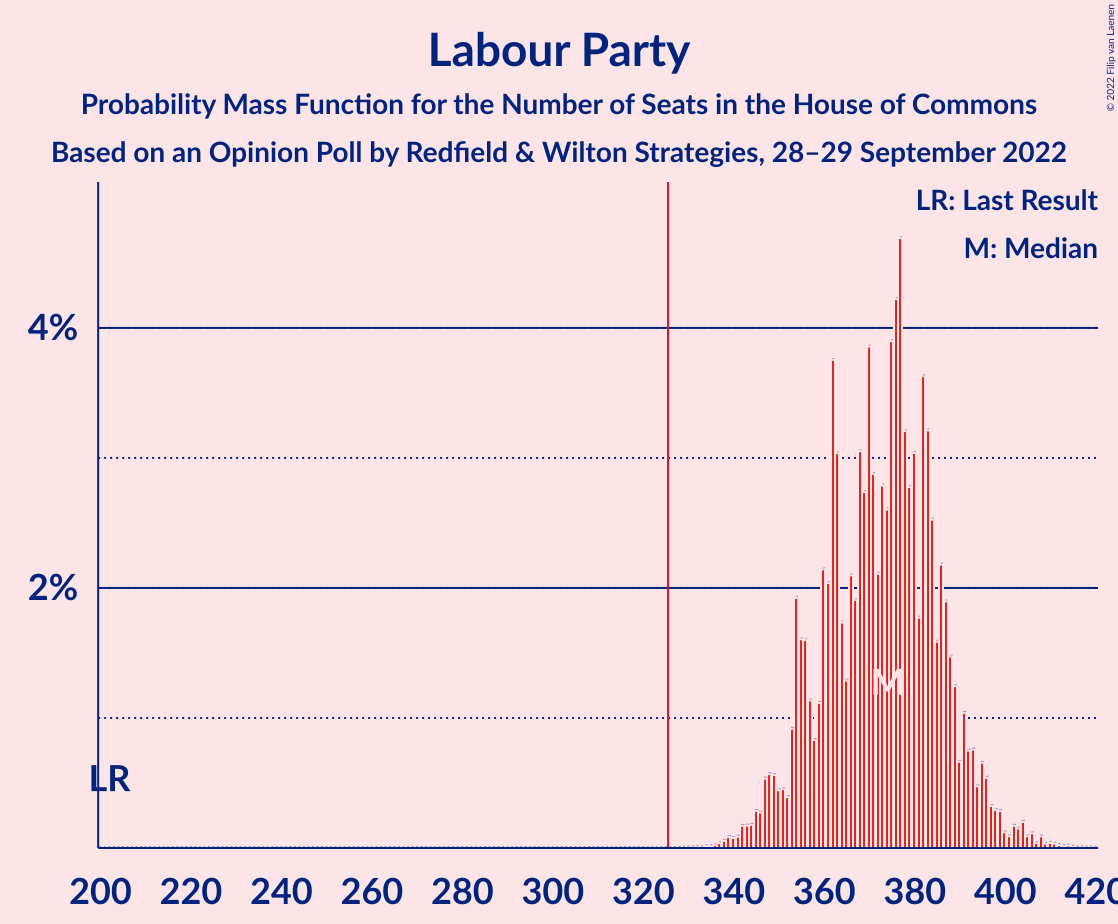 Labour Party
Probability Mass Function for the Number of Seats in the House of Commons
Based on an Opinion Poll by Redfield & Wilton Strategies, 28–29 September 2022
© 2022 Filip van Laenen
LR: Last Result
M: Median
4%
2%
M
LR
200 220 240 260 280 300 320 340 360 380 400 420